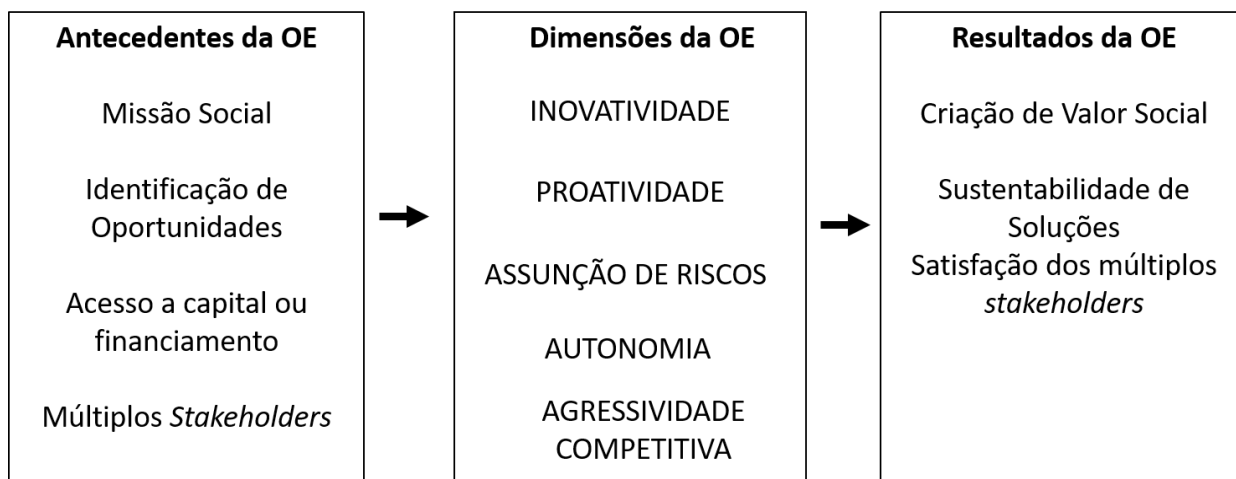 Antecedentes da OE
Missão Social
Identificação de
Oportunidades
Acesso a capital ou
financiamento
Múltiplos Stakeholders
Dimensões da OE
INOVATIVIDADE
PROATIVIDADE
ASSUNÇÃO DE RISCOS
AUTONOMIA
AGRESSIVIDADE
COMPETITIVA
Resultados da OE
Criação de Valor Social
Sustentabilidade de
Soluções
Satisfação dos múltiplos
stakeholders